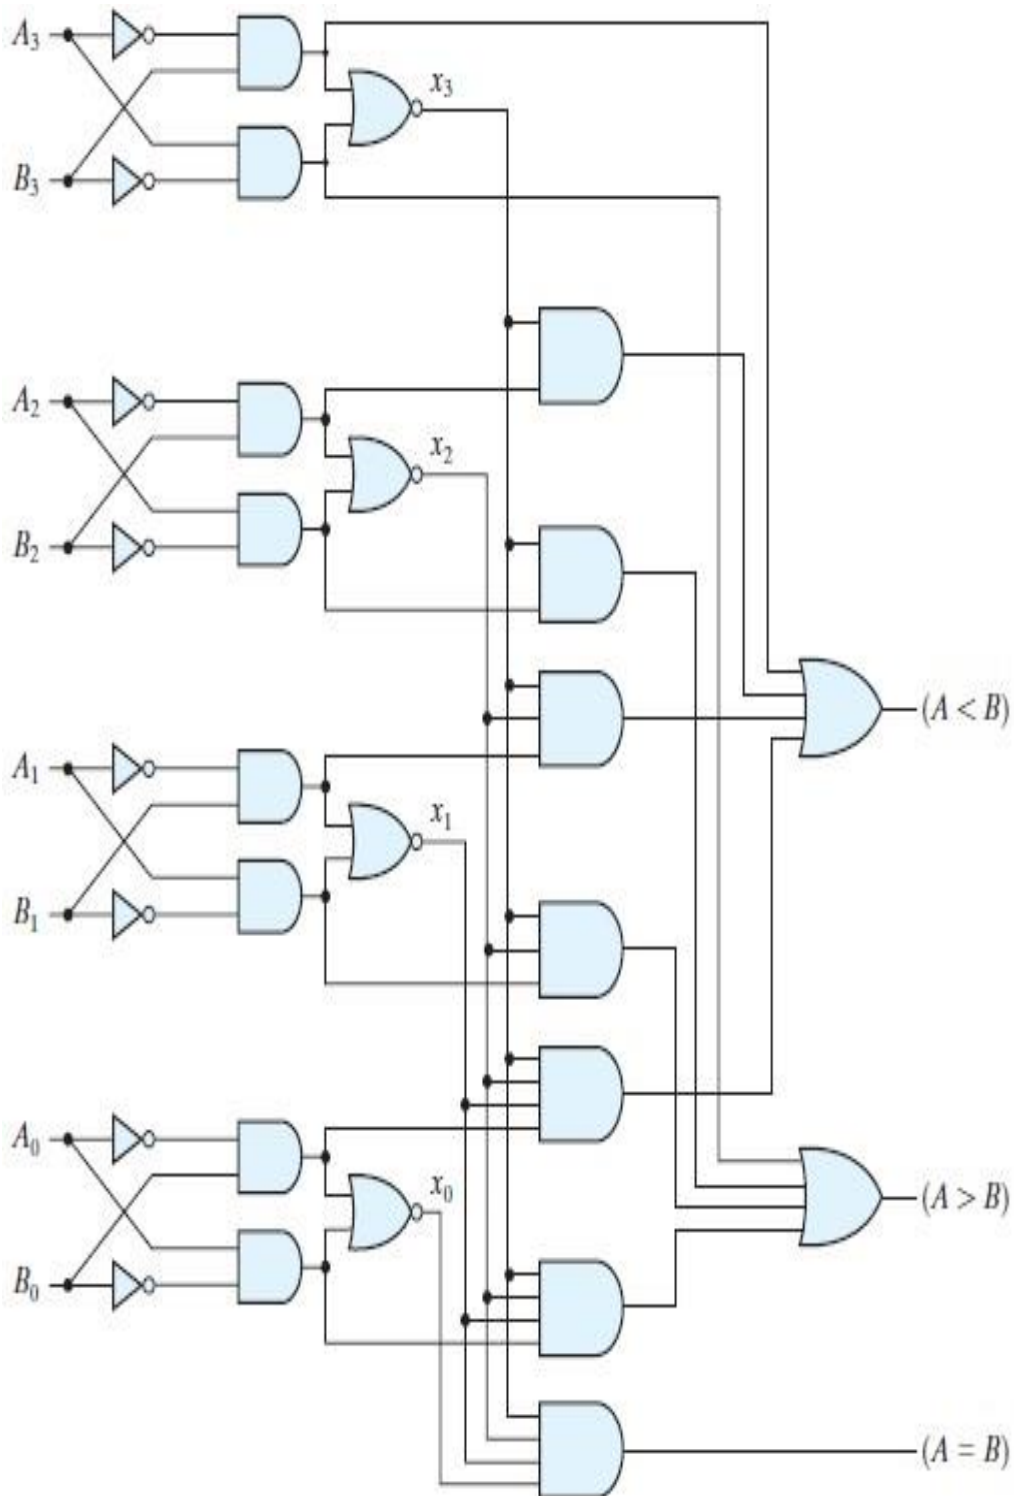 A₃
x₃
B₃
A₂
x₂
B₂
(A < B)
A₁
x₁
B₁
A₀
x₀
(A > B)
B₀
(A = B)